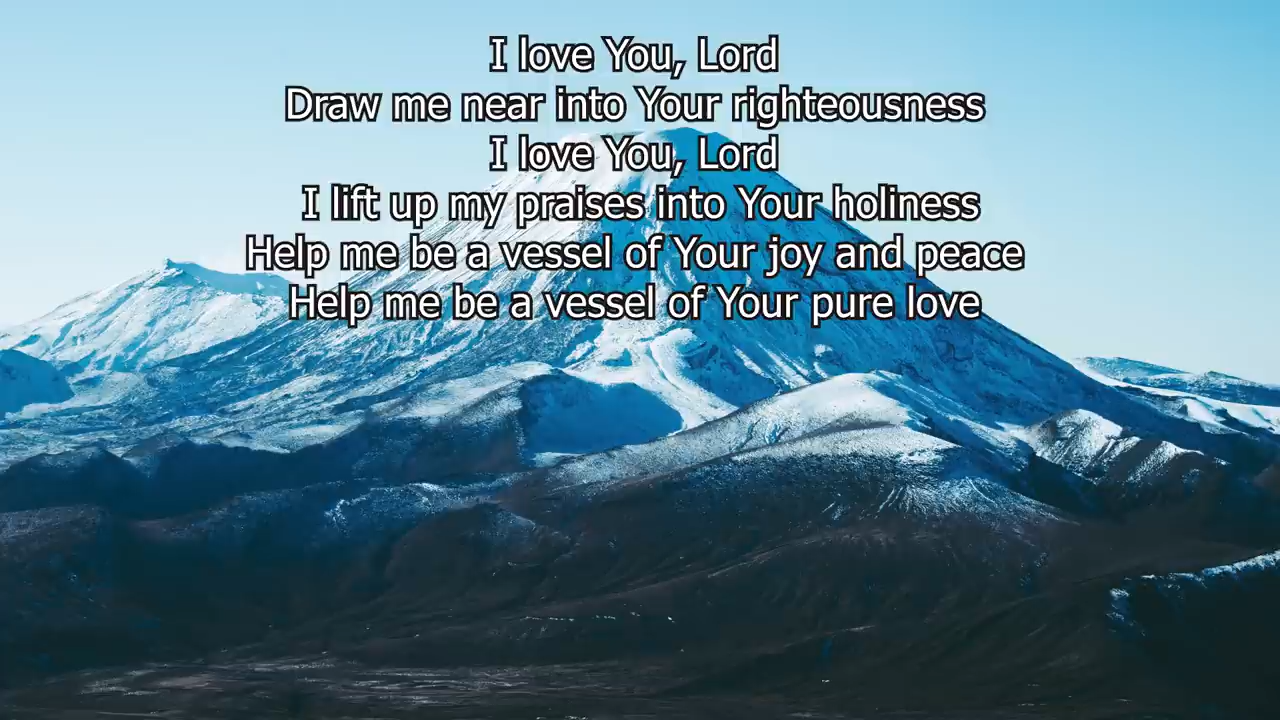 I love You, Lord
Draw me near into Your righteousness
I love You, Lord
I lift up my praises into Your holiness
Help me be a vessel of Your joy and peace
Help me be a vessel of Your pure love